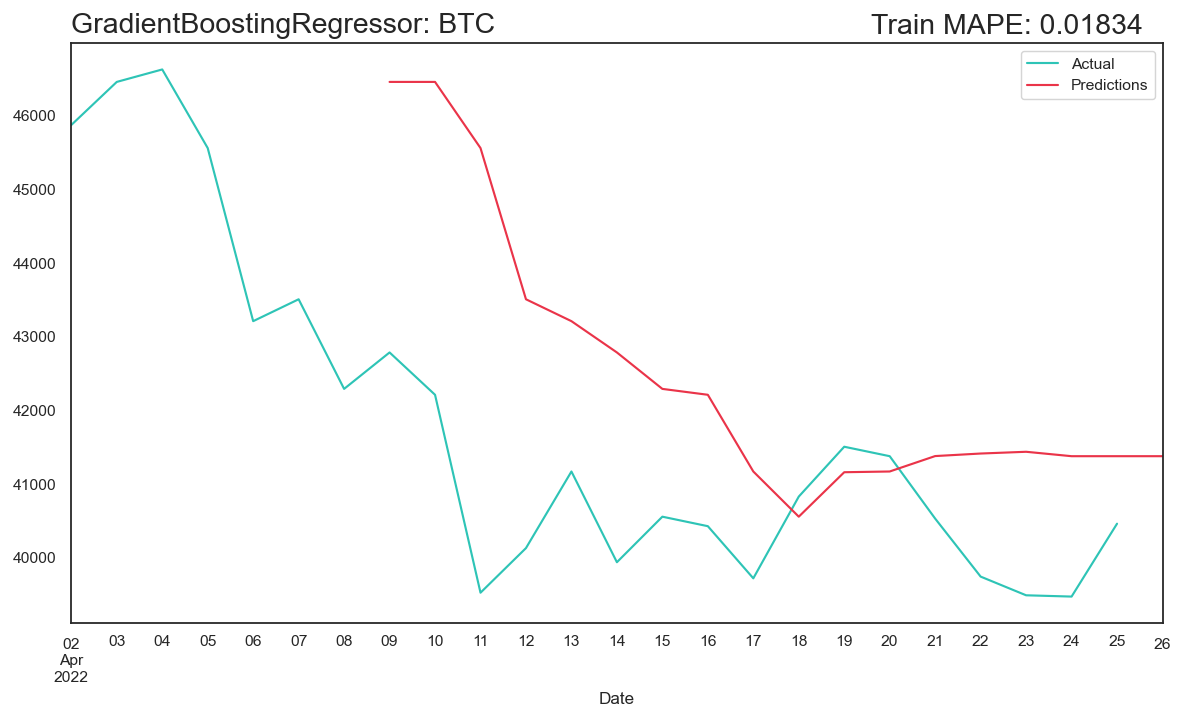 GradientBoostingRegressor: BTC
Train MAPE: 0.01834
Actual
Predictions
46000
45000
44000
43000
42000
41000
40000
02 03 04 05 06 07 08 09 10 11 12 13 14 15 16 17 18 19 20 21 22 23 24 25 26
Apr
2022
Date